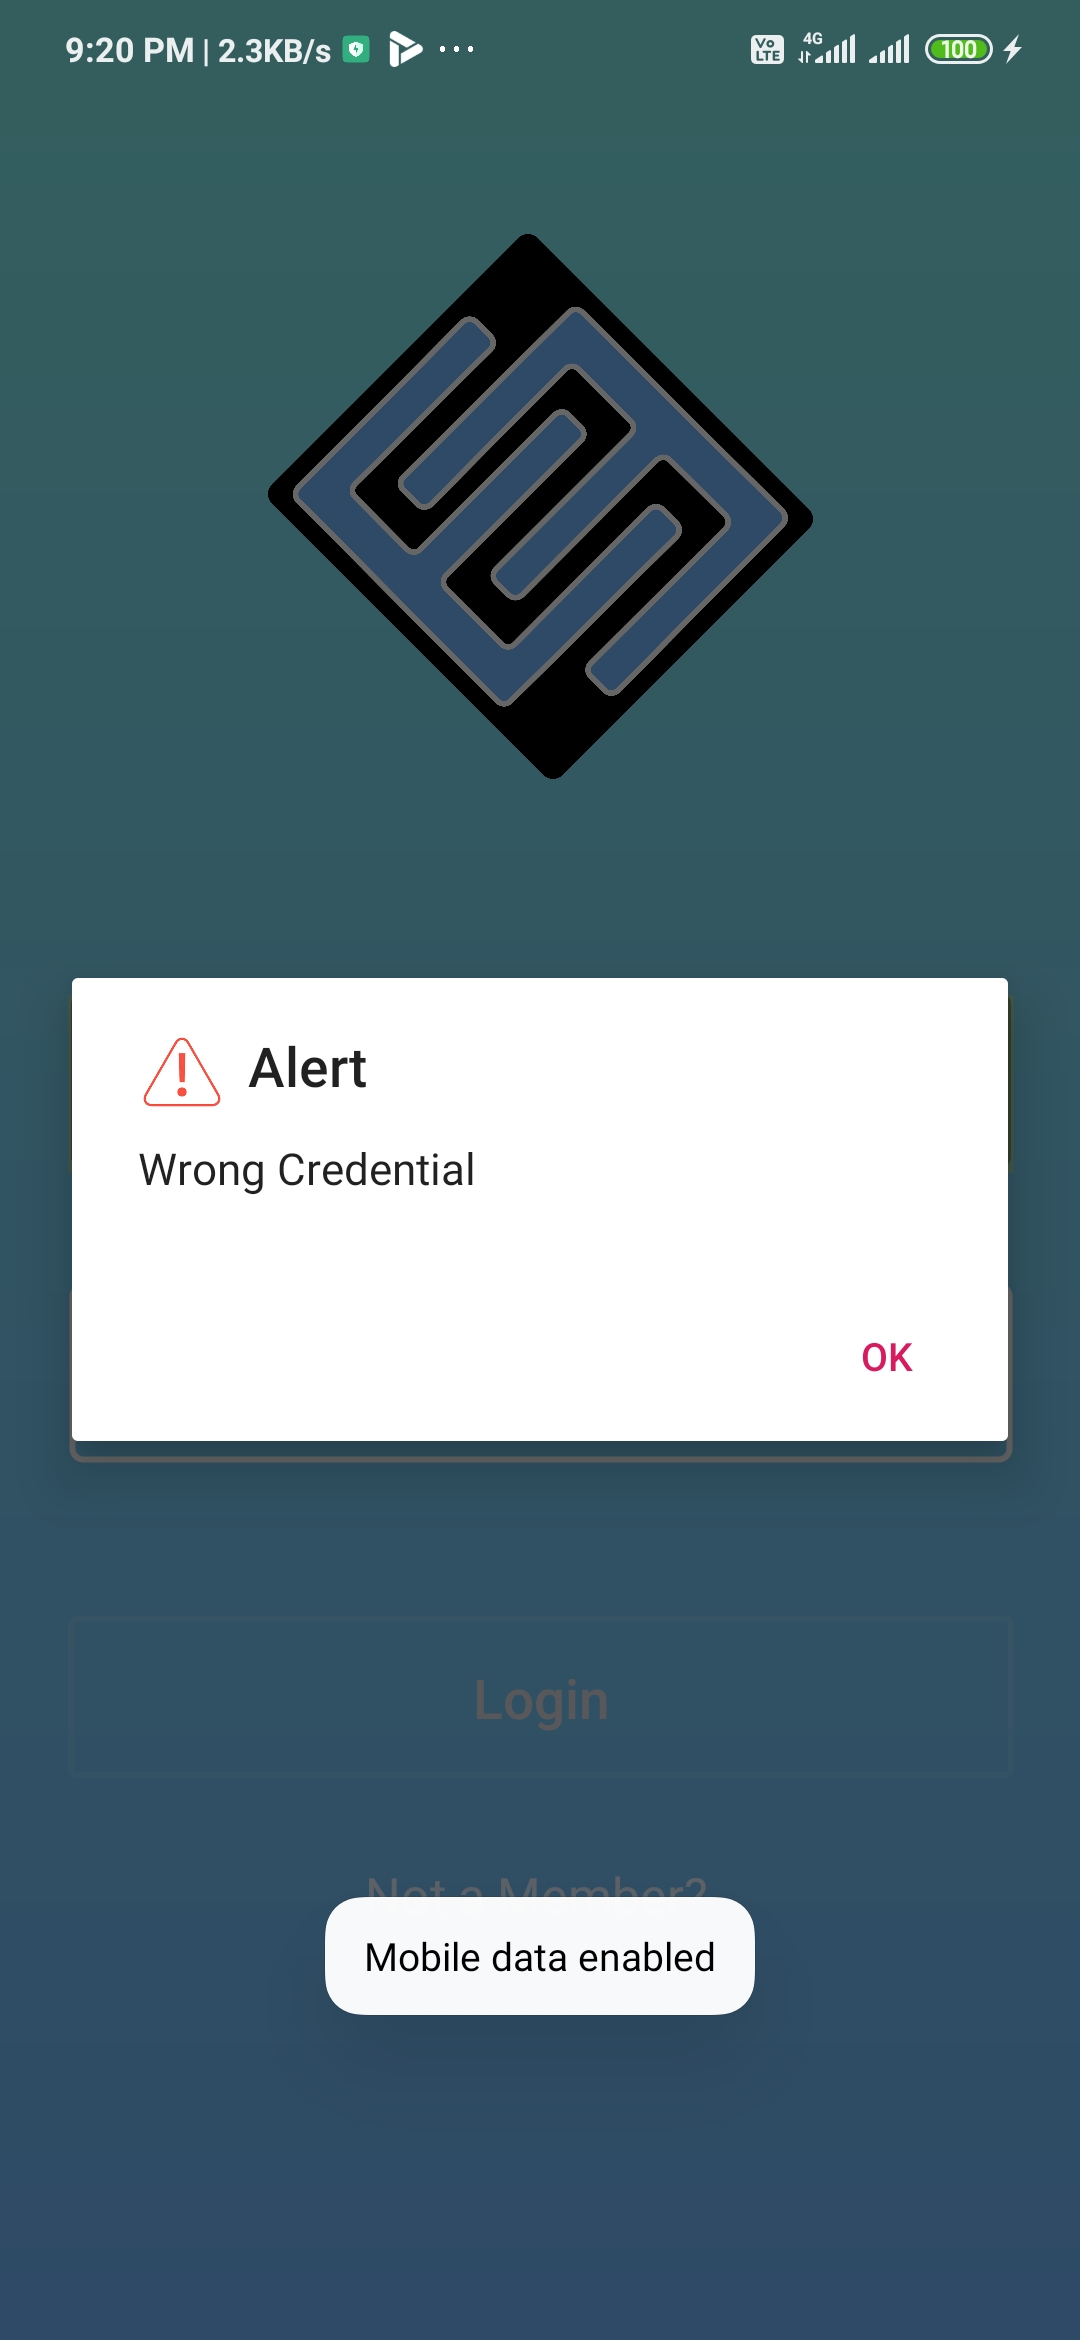 9:20 PM | 2.3KB/s ...
Vo LTE 4G 100
Alert
Wrong Credential
OK
Login
Not a Member?
Mobile data enabled